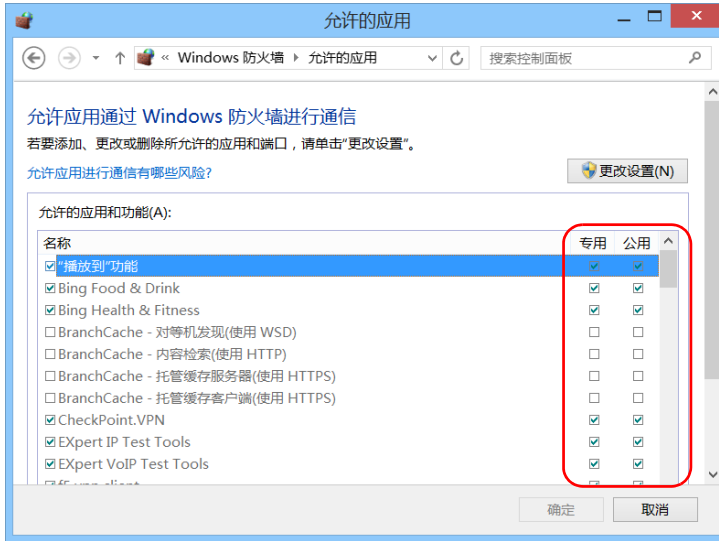 允许的应用
« Windows 防火墙 ▸ 允许的应用
搜索控制面板
允许应用通过 Windows 防火墙进行通信
若要添加、更改或删除所允许的应用和端口，请单击“更改设置”。
允许应用进行通信有哪些风险?
更改设置(N)
允许的应用和功能(A):
名称 专用 公用
“播放到”功能
Bing Food & Drink
Bing Health & Fitness
BranchCache - 对等机发现(使用 WSD)
BranchCache - 内容检索(使用 HTTP)
BranchCache - 托管缓存服务器(使用 HTTPS)
BranchCache - 托管缓存客户端(使用 HTTPS)
CheckPoint.VPN
EXpert IP Test Tools
EXpert VoIP Test Tools
确定 取消